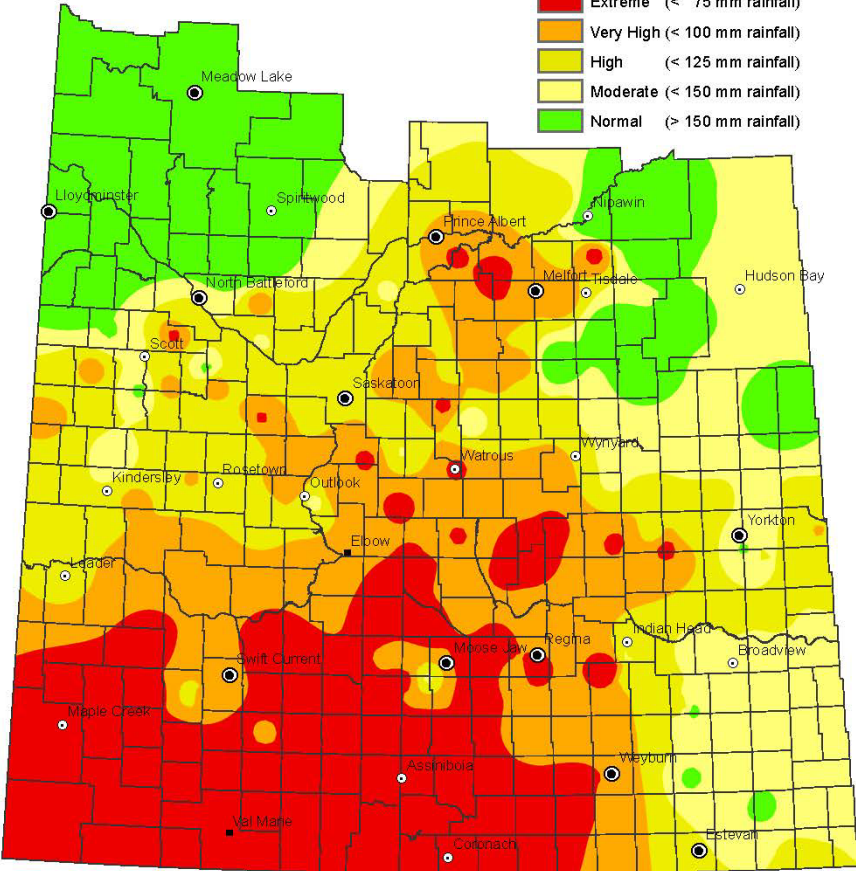 Extreme (< 75 mm rainfall)
Very High (< 100 mm rainfall)
High (< 125 mm rainfall)
Moderate (< 150 mm rainfall)
Normal (> 150 mm rainfall)
Meadow Lake
Lloydminster
Spiritwood
Nipawin
Prince Albert
North Battleford
Melfort
Tisdale
Hudson Bay
Scott
Saskatoon
Watrous
Wynyard
Kindersley
Rosetown
Outlook
Yorkton
Elbow
Leader
Indian Head
Regina
Moose Jaw
Broadview
Swift Current
Maple Creek
Assiniboia
Weyburn
Val Marie
Estevan
Coronach